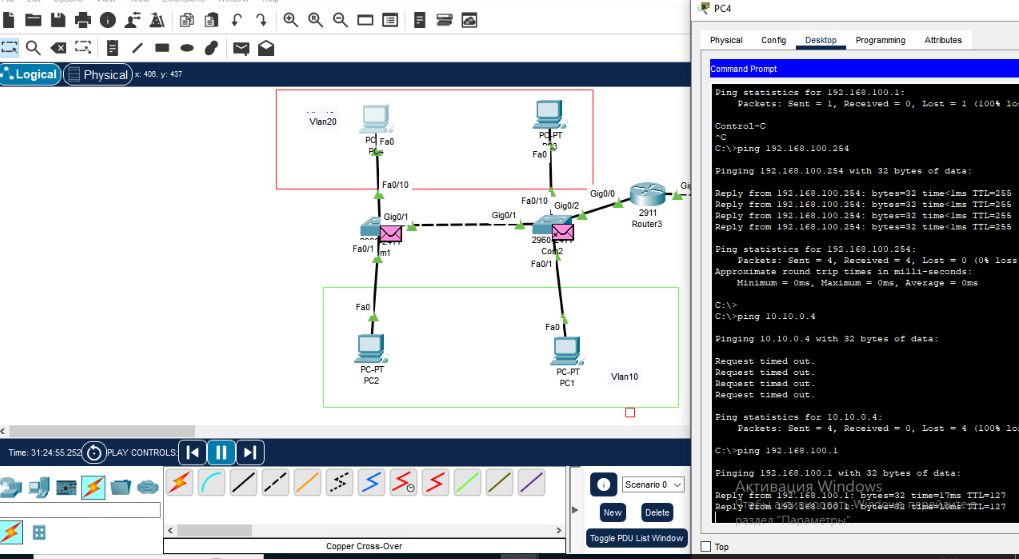 PC4
Physical Config Desktop Programming Attributes
Logical
Physical
x: 408, y: 437
Command Prompt
Ping statistics for 192.168.100.1:
Packets: Sent = 1, Received = 0, Lost = 1 (100%
Control-C
^C
C:\>ping 192.168.100.254
Pinging 192.168.100.254 with 32 bytes of data:
Reply from 192.168.100.254: bytes=32 time<1ms TTL=255
Reply from 192.168.100.254: bytes=32 time<1ms TTL=255
Reply from 192.168.100.254: bytes=32 time<1ms TTL=255
Reply from 192.168.100.254: bytes=32 time<1ms TTL=255
Ping statistics for 192.168.100.254:
Packets: Sent = 4, Received = 4, Lost = 0 (0% loss
Approximate round trip times in milli-seconds:
Minimum = 0ms, Maximum = 0ms, Average = 0ms
C:\>
C:\>ping 10.10.0.4
Pinging 10.10.0.4 with 32 bytes of data:
Request timed out.
Request timed out.
Request timed out.
Request timed out.
Ping statistics for 10.10.0.4:
Packets: Sent = 4, Received = 0, Lost = 4 (100%
C:\>ping 192.168.100.1
Pinging 192.168.100.1 with 32 bytes of data:
Reply from 192.168.100.1: bytes=32 time=17ms TTL=127
Reply from 192.168.100.1: bytes=32 time=10ms TTL=127
Активация Windows
раздел "Параметры"
Top
Vlan20
Fa0
Fa0
Fa0/10
Fa0/10
Gig0/0
Gig0/1
Gig0/1
Gig0/2
2911
Router3
Fa0/1
Com2
Fa0/1
Fa0
Fa0
PC-PT
PC2
PC-PT
PC1
Vlan10
Time: 31:24:55.252
PLAY CONTROLS:
Scenario 0
New
Delete
Toggle PDU List Window
Copper Cross-Over